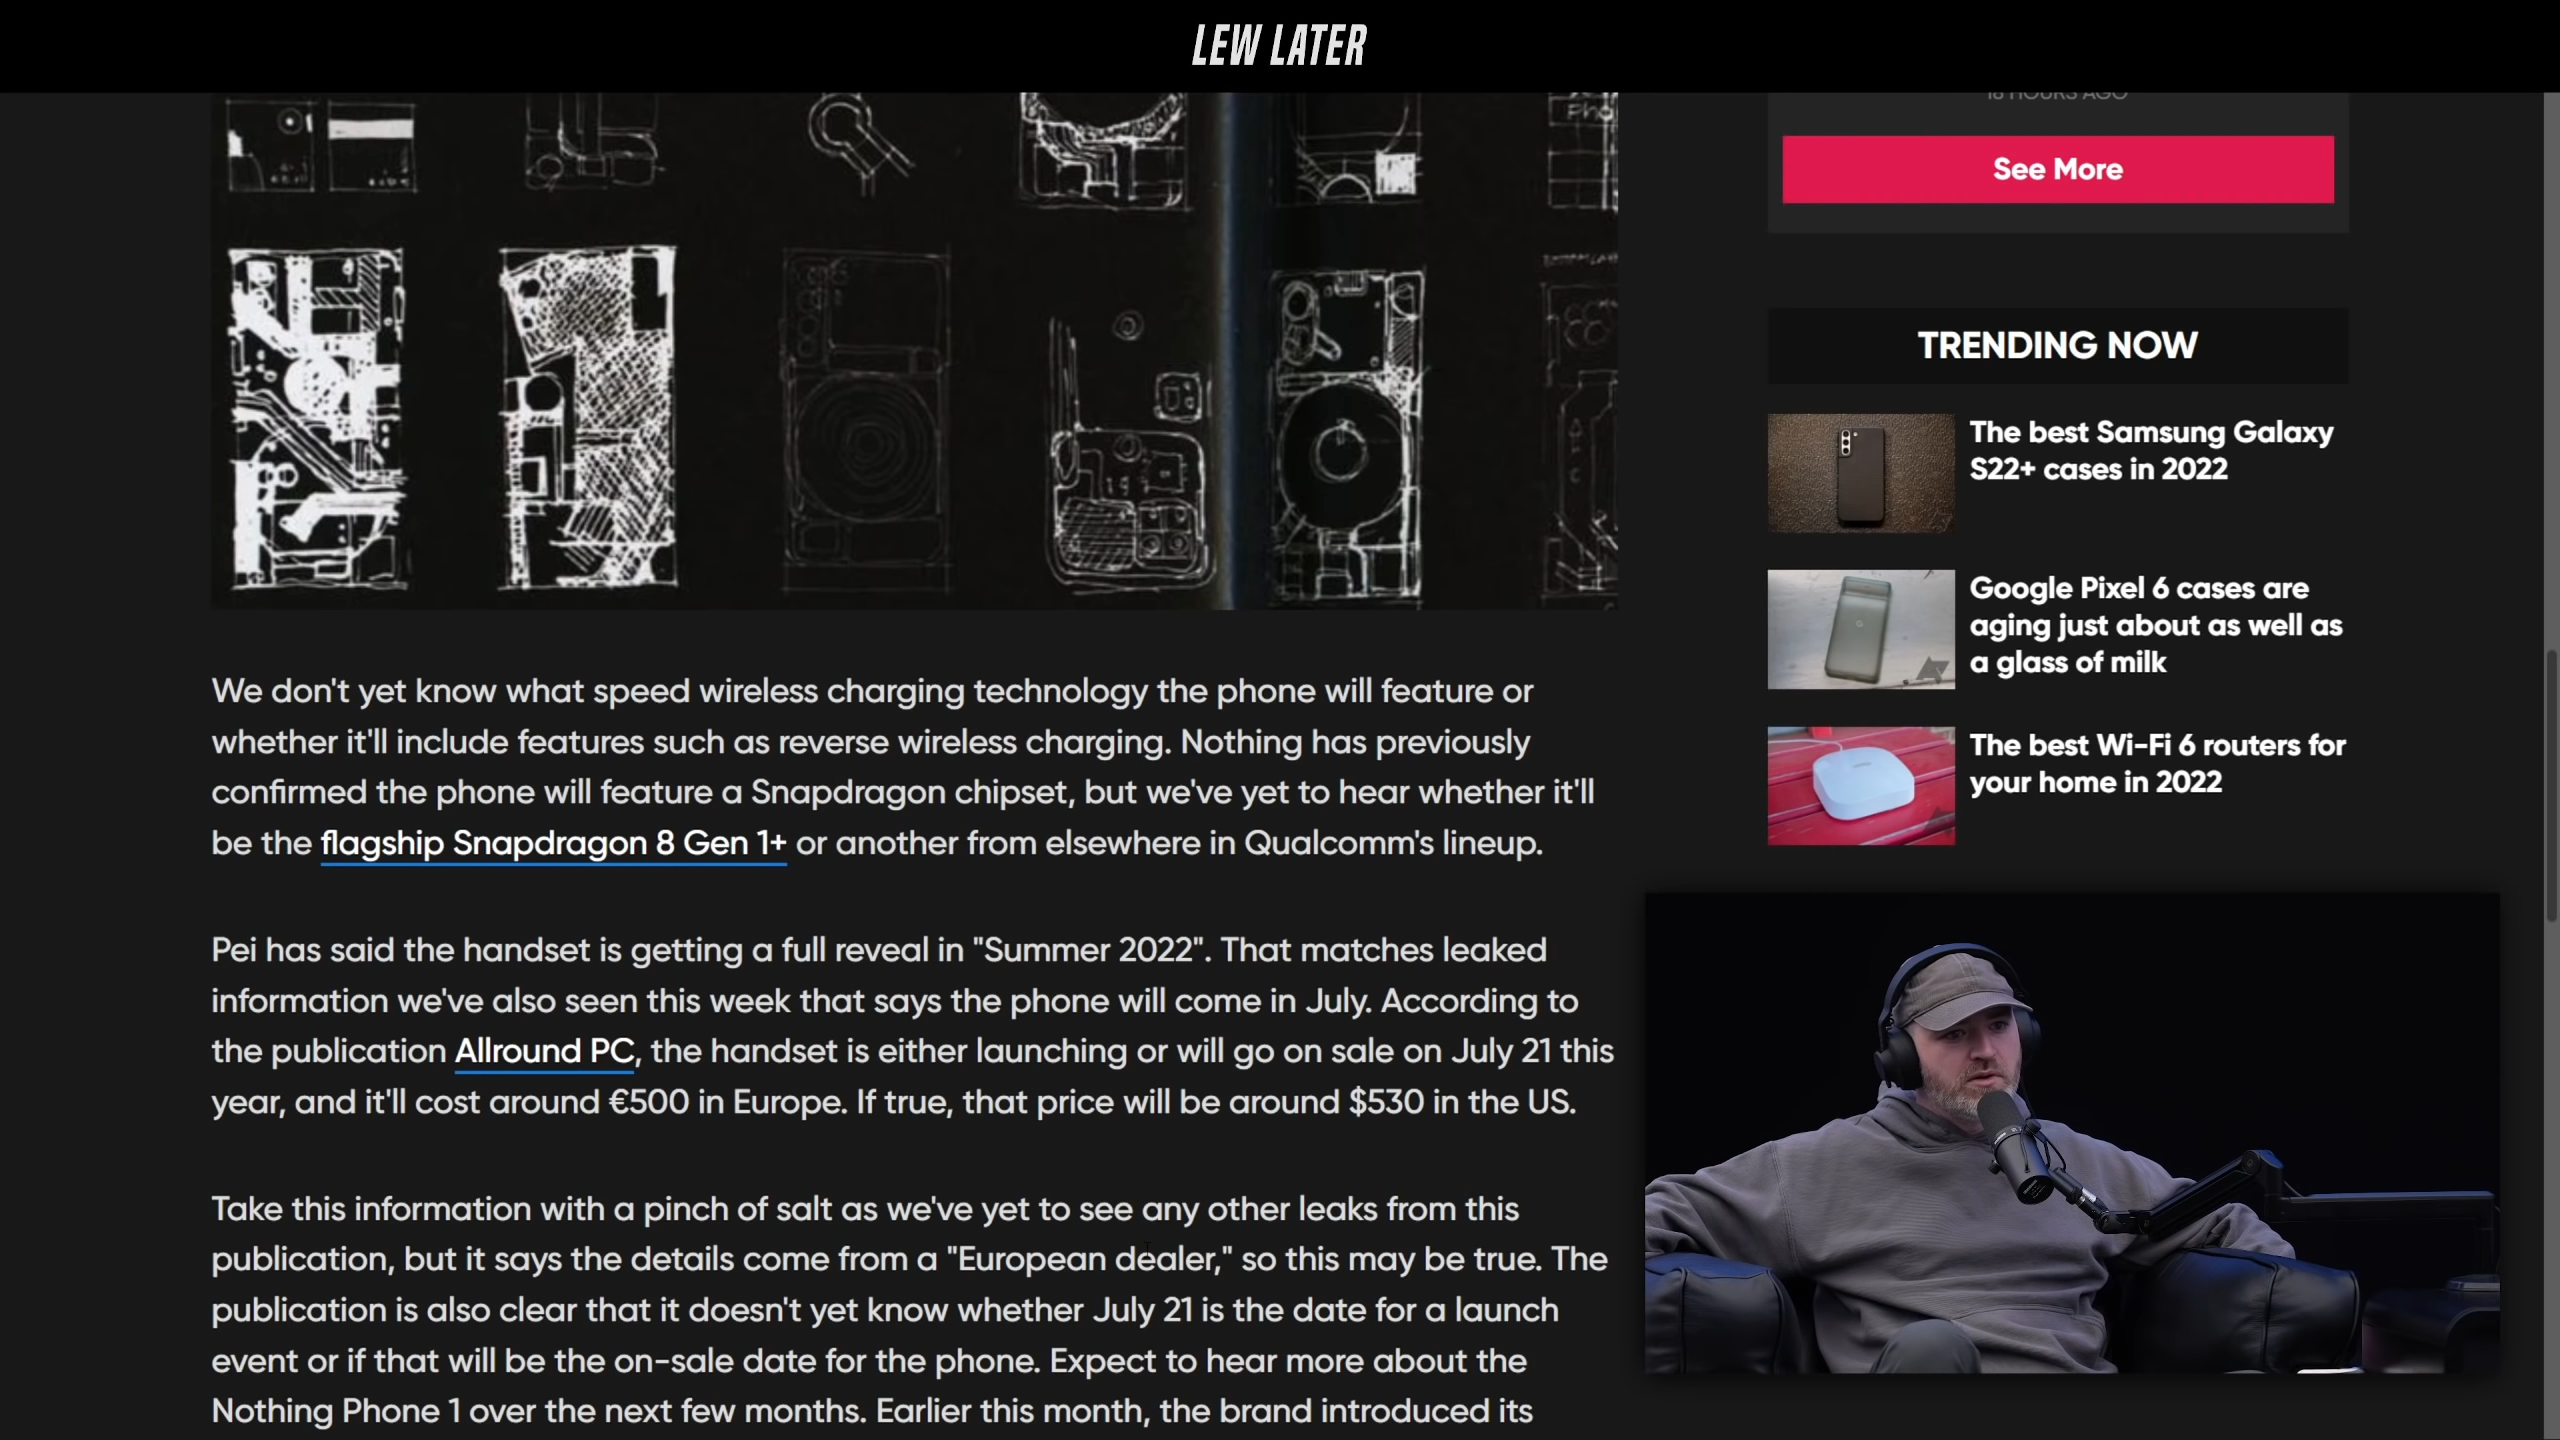 LEW LATER
Pho
18 HOURS AGO
See More
TRENDING NOW
The best Samsung Galaxy
S22+ cases in 2022
Google Pixel 6 cases are
aging just about as well as
a glass of milk
The best Wi-Fi 6 routers for
your home in 2022
We don't yet know what speed wireless charging technology the phone will feature or
whether it'll include features such as reverse wireless charging. Nothing has previously
confirmed the phone will feature a Snapdragon chipset, but we've yet to hear whether it'll
be the flagship Snapdragon 8 Gen 1+ or another from elsewhere in Qualcomm's lineup.
Pei has said the handset is getting a full reveal in "Summer 2022". That matches leaked
information we've also seen this week that says the phone will come in July. According to
the publication Allround PC, the handset is either launching or will go on sale on July 21 this
year, and it'll cost around €500 in Europe. If true, that price will be around $530 in the US.
Take this information with a pinch of salt as we've yet to see any other leaks from this
publication, but it says the details come from a "European dealer," so this may be true. The
publication is also clear that it doesn't yet know whether July 21 is the date for a launch
event or if that will be the on-sale date for the phone. Expect to hear more about the
Nothing Phone 1 over the next few months. Earlier this month, the brand introduced its